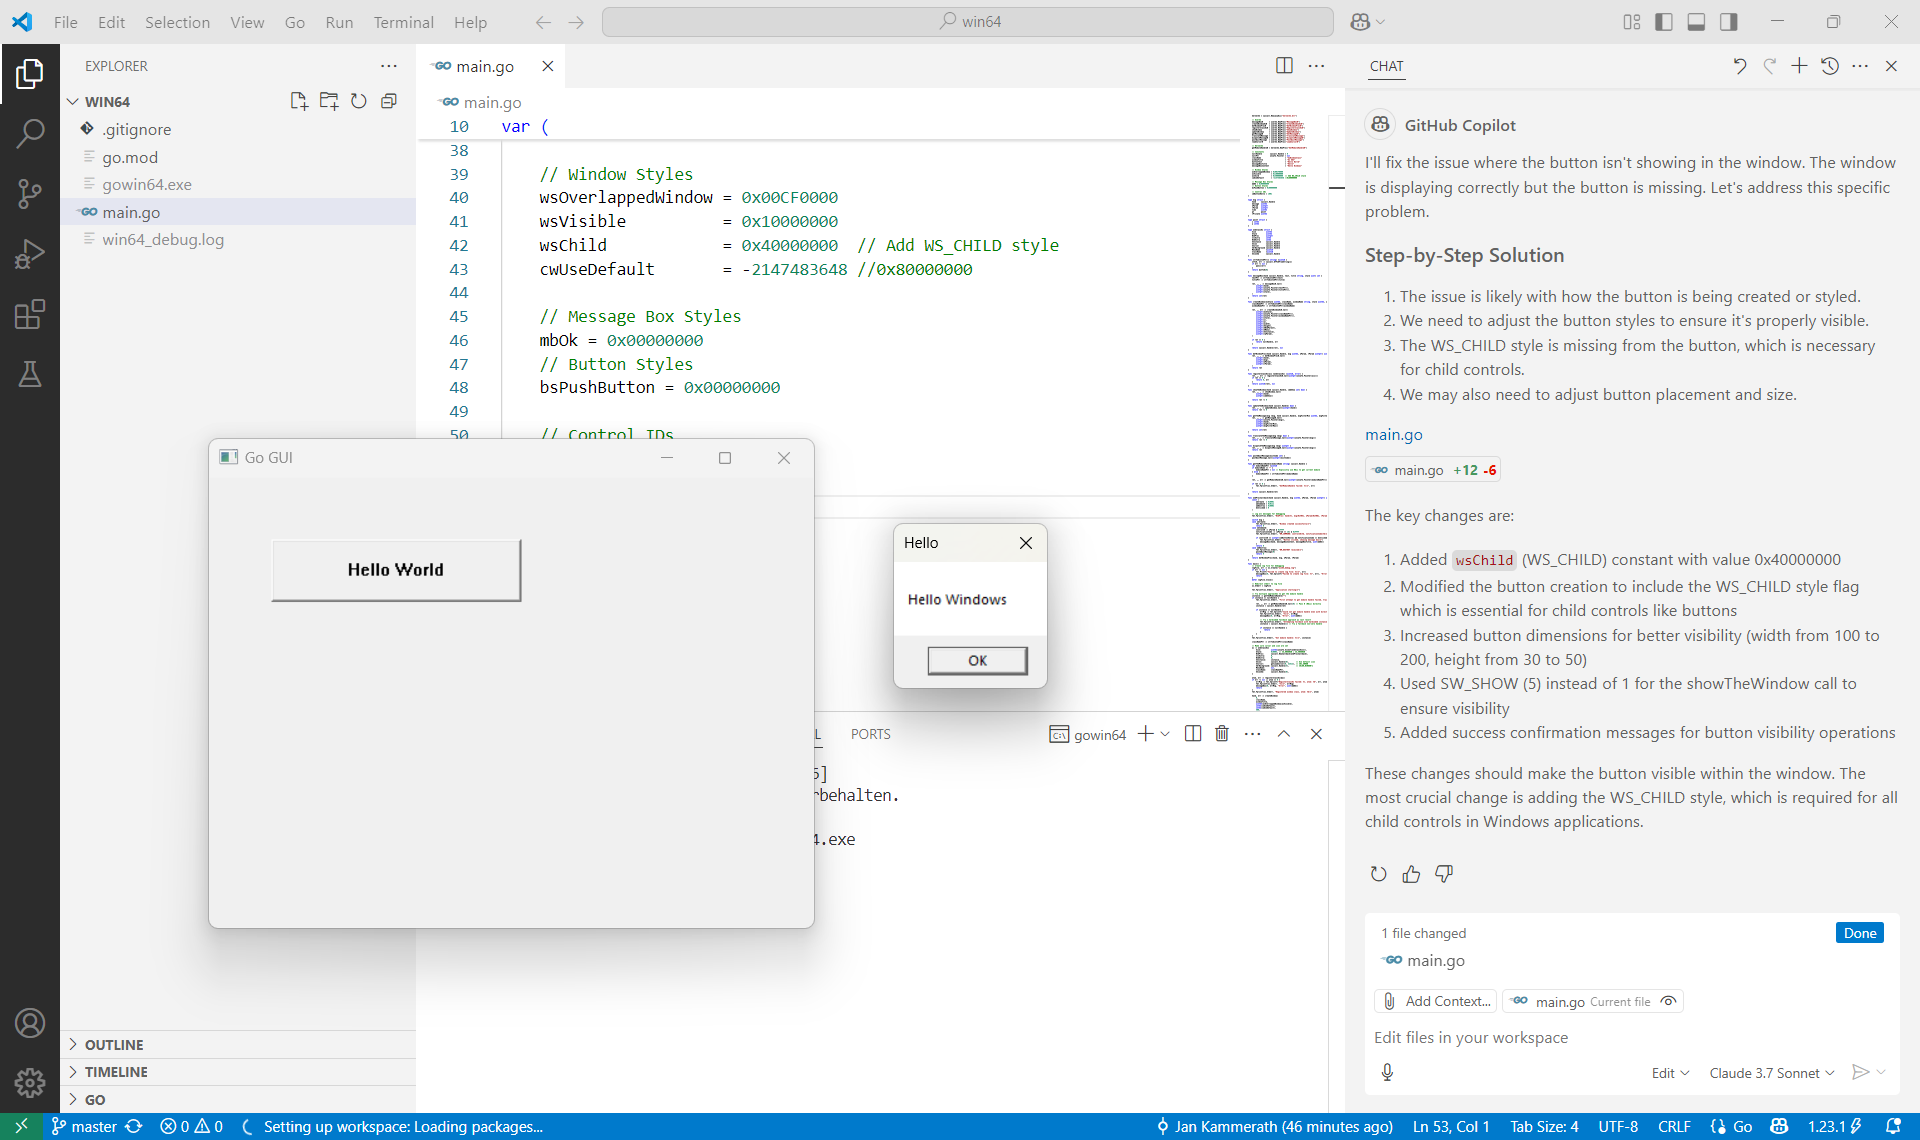 File Edit Selection View Go Run Terminal Help
win64
EXPLORER
WIN64
.gitignore
go.mod
gowin64.exe
main.go
win64_debug.log
OUTLINE
TIMELINE
GO
main.go
main.go
10 var (
38
39 // Window Styles
40 wsOverlappedWindow = 0x00CF0000
41 wsVisible = 0x10000000
42 wsChild = 0x40000000 // Add WS_CHILD style
43 cwUseDefault = -2147483648 //0x80000000
44
45 // Message Box Styles
46 mbOk = 0x00000000
47 // Button Styles
48 bsPushButton = 0x00000000
49
50 // Control IDs
Go GUI
Hello World
Hello
Hello Windows
OK
L PORTS
gowin64
5]
rbehalten.
4.exe
CHAT
GitHub Copilot
I'll fix the issue where the button isn't showing in the window. The window
is displaying correctly but the button is missing. Let's address this specific
problem.
Step-by-Step Solution
1. The issue is likely with how the button is being created or styled.
2. We need to adjust the button styles to ensure it's properly visible.
3. The WS_CHILD style is missing from the button, which is necessary
for child controls.
4. We may also need to adjust button placement and size.
main.go
main.go +12 -6
The key changes are:
1. Added wsChild (WS_CHILD) constant with value 0x40000000
2. Modified the button creation to include the WS_CHILD style flag
which is essential for child controls like buttons
3. Increased button dimensions for better visibility (width from 100 to
200, height from 30 to 50)
4. Used SW_SHOW (5) instead of 1 for the showTheWindow call to
ensure visibility
5. Added success confirmation messages for button visibility operations
These changes should make the button visible within the window. The
most crucial change is adding the WS_CHILD style, which is required for all
child controls in Windows applications.
1 file changed
Done
main.go
Add Context... main.go Current file
Edit files in your workspace
Edit Claude 3.7 Sonnet
master 0 0 Setting up workspace: Loading packages... Jan Kammerath (46 minutes ago) Ln 53, Col 1 Tab Size: 4 UTF-8 CRLF Go 1.23.1